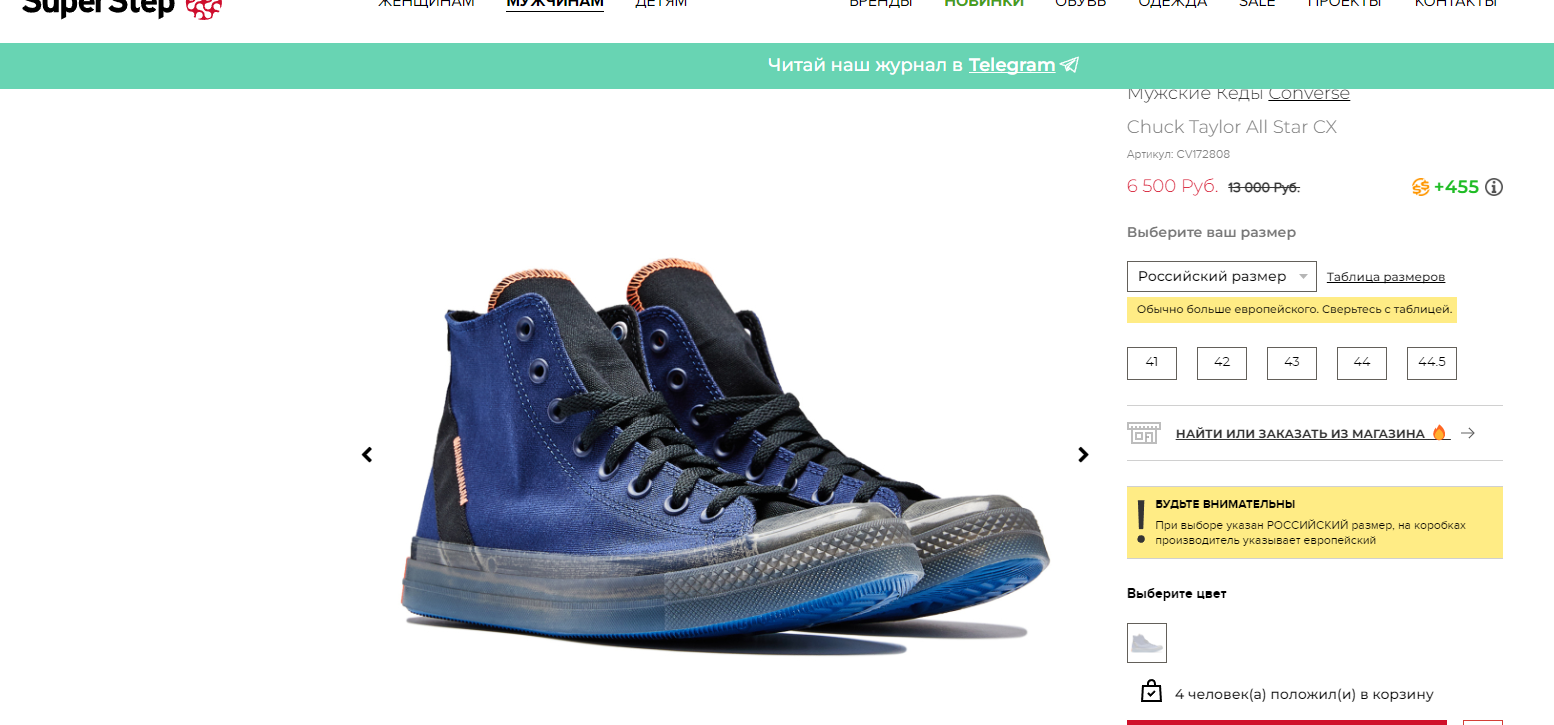 Super Step
ЖЕНЩИНАМ МУЖЧИНАМ ДЕТЯМ БРЕНДЫ НОВИНКИ ОБУВЬ ОДЕЖДА SALE ПРОЕКТЫ КОНТАКТЫ
Читай наш журнал в Telegram
Мужские Кеды Converse
Chuck Taylor All Star CX
Артикул: CV172808
6 500 Руб. 13 000 Руб. +455
Выберите ваш размер
Российский размер Таблица размеров
Обычно больше европейского. Сверьтесь с таблицей.
41 42 43 44 44.5
НАЙТИ ИЛИ ЗАКАЗАТЬ ИЗ МАГАЗИНА
БУДЬТЕ ВНИМАТЕЛЬНЫ
При выборе указан РОССИЙСКИЙ размер, на коробках
производитель указывает европейский
Выберите цвет
4 человек(а) положил(и) в корзину